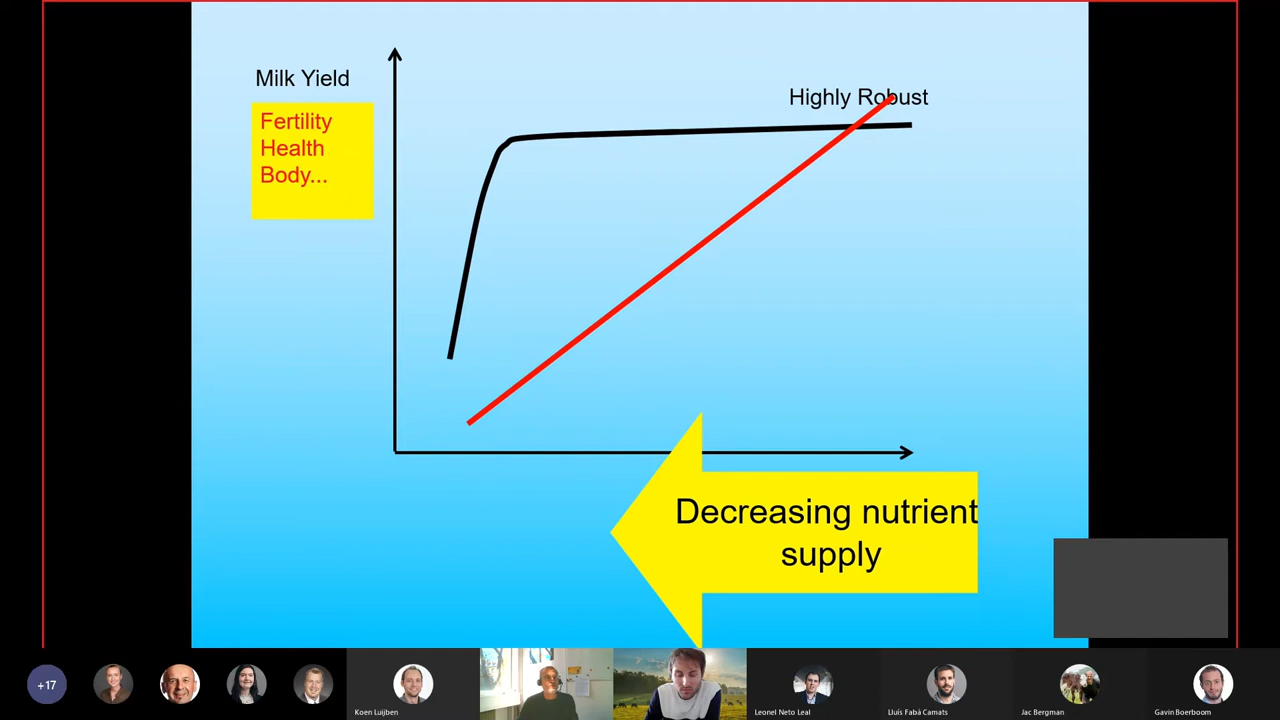 Milk Yield
Fertility
Health
Body...
Highly Robust
Decreasing nutrient
supply
+17
Koen Luijben
Leonel Neto Leal
Lluís Fabà Camats
Jac Bergman
Gavin Boerboom